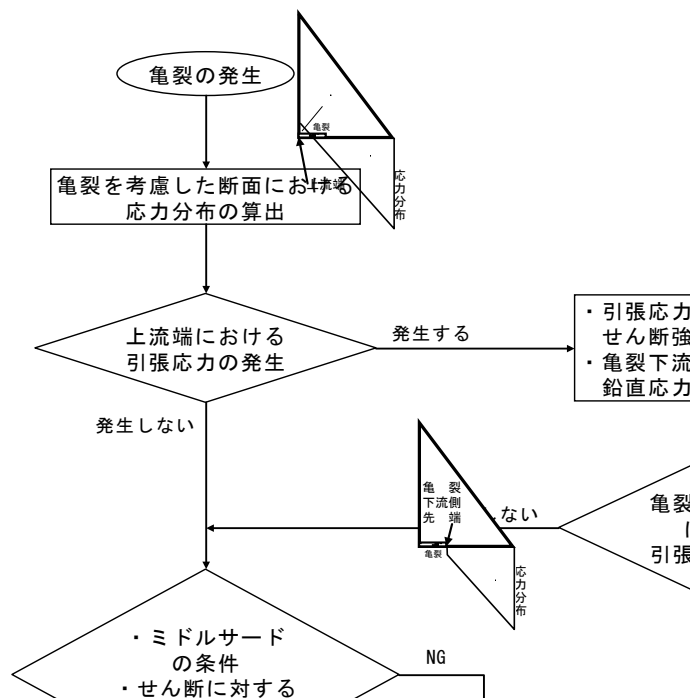 亀裂の発生
亀裂
亀裂を考慮した断面における
応力分布の算出
上流端
応力分布
上流端における
引張応力の発生
発生する
・引張応力
せん断強
・亀裂下流
鉛直応力
発生しない
亀裂
下流側
先端
亀裂
応力分布
ない
亀裂
引張
・ミドルサード
の条件
・せん断に対する
NG